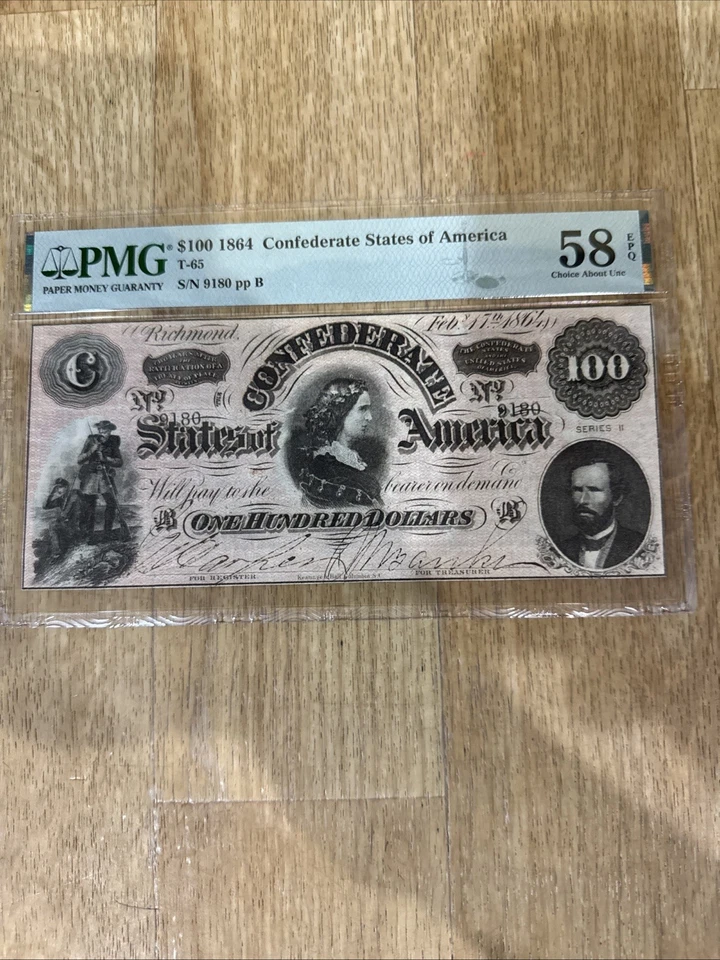 PMG® $100 1864 Confederate States of America 58 EPQ
PAPER MONEY GUARANTY T-65 Choice About Unc
S/N 9180 pp B
Richmond, Feb.y 17th 1864
C CONFEDERATE 100
No No
9180 9180
States of America
SERIES II
Will pay to the bearer on demand
B ONE HUNDRED DOLLARS B
FOR REGISTER FOR TREASURER